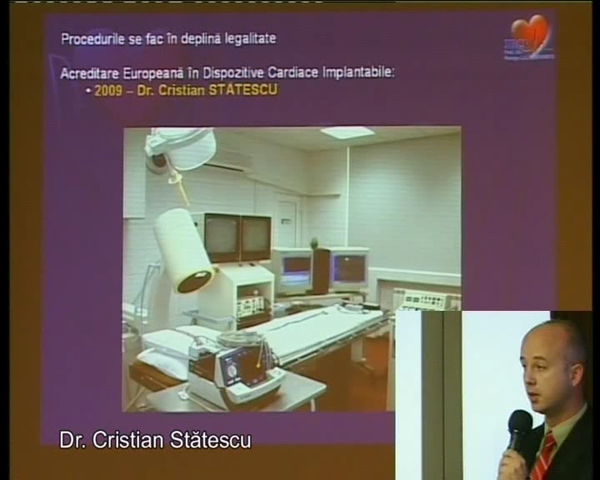 Procedurile se fac în deplină legalitate
Acreditare Europeană în Dispozitive Cardiace Implantabile:
• 2009 – Dr. Cristian STĂTESCU
Dr. Cristian Stătescu